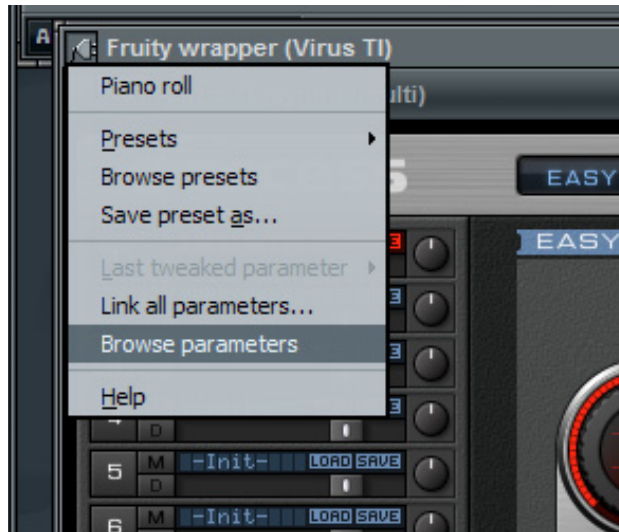 A
Fruity wrapper (Virus TI)
Piano roll
ulti)
Presets
Browse presets
Save preset as...
EASY
Last tweaked parameter
EASY
Link all parameters...
Browse parameters
Help
4
D
5 M -Init- LOAD SAVE
D
6 M -Init- LOAD SAVE